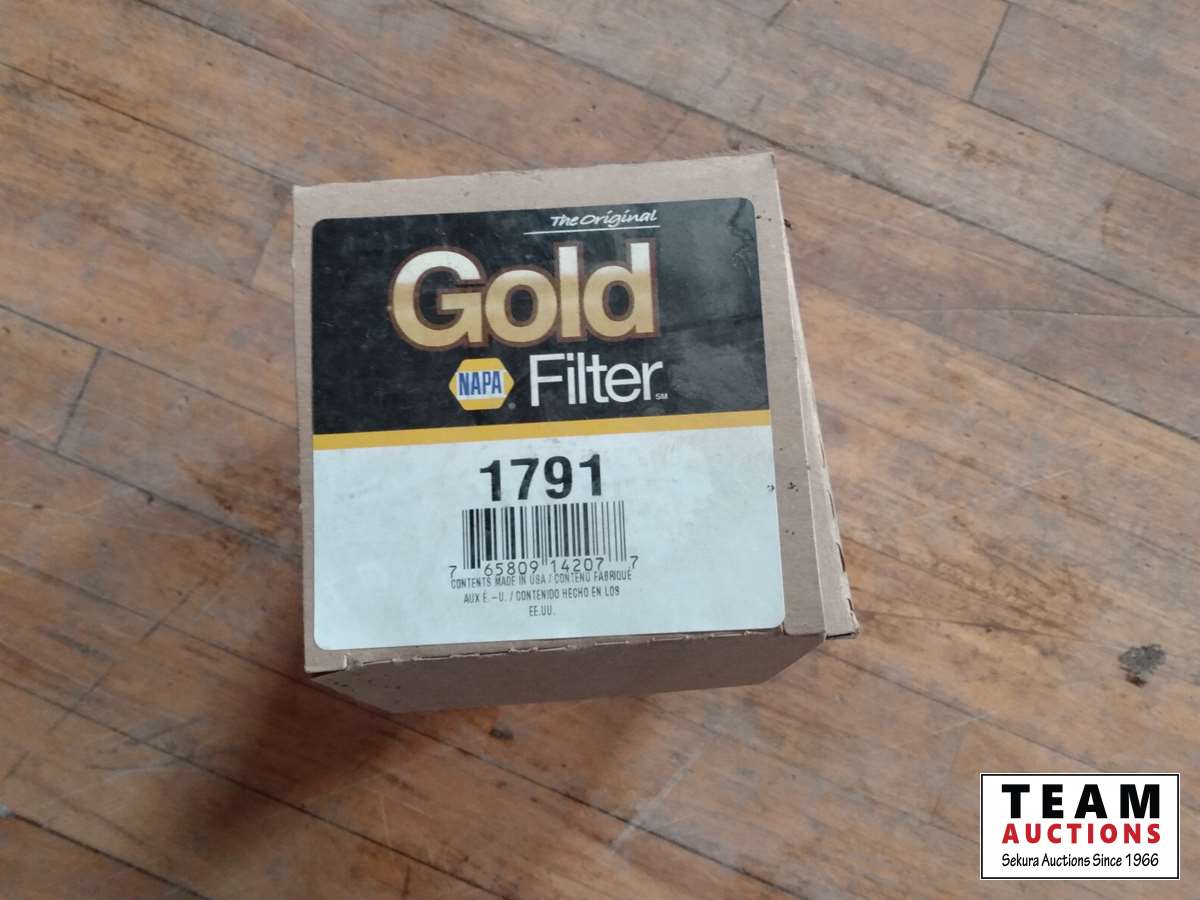 The Original
Gold
NAPA® Filter SM
1791
7 65809 14207 7
CONTENTS MADE IN USA / CONTENU FABRIQUÉ
AUX É.-U. / CONTENIDO HECHO EN LOS
EE.UU.
TEAM
AUCTIONS
Sekura Auctions Since 1966